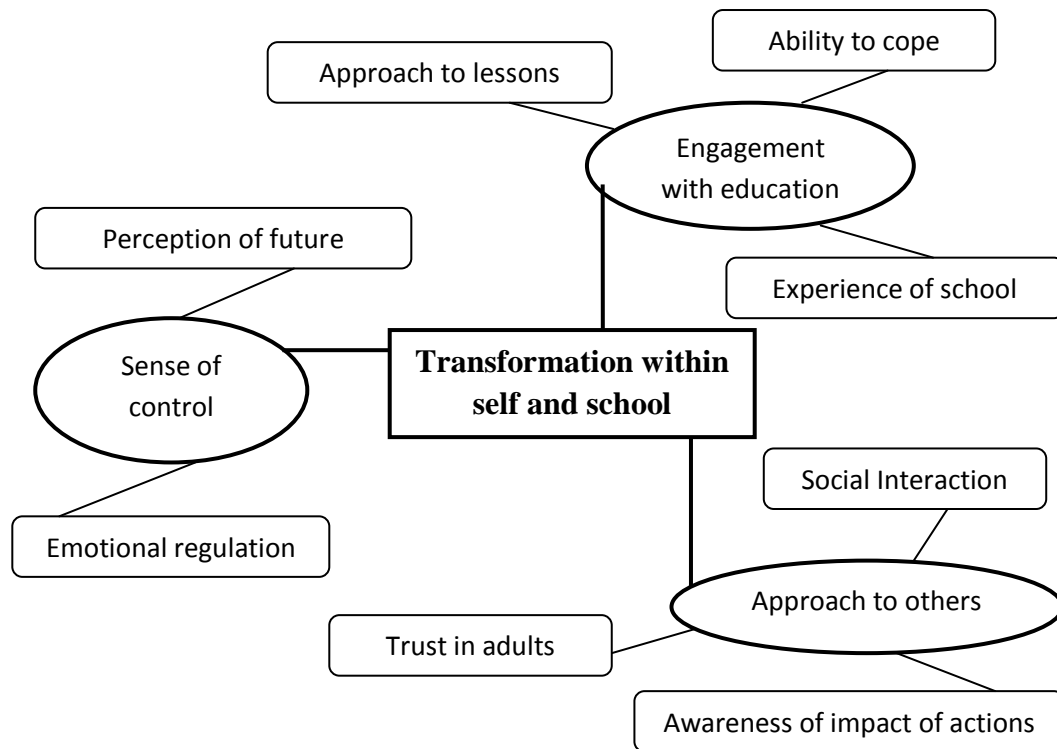 Ability to cope
Approach to lessons
Engagement
with education
Perception of future
Experience of school
Transformation within
self and school
Sense of
control
Social Interaction
Emotional regulation
Approach to others
Trust in adults
Awareness of impact of actions